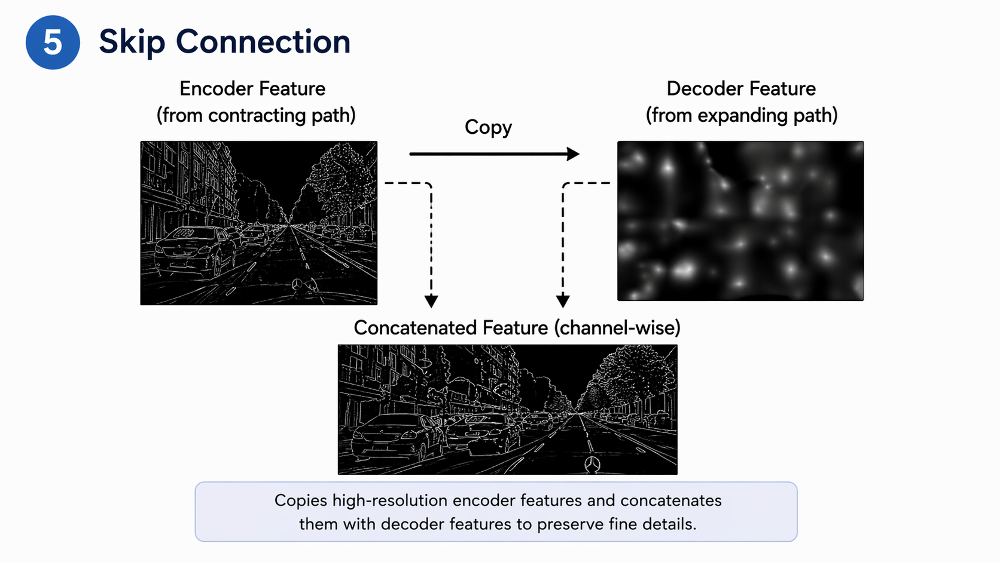 5
Skip Connection
Encoder Feature
(from contracting path)
Copy
Decoder Feature
(from expanding path)
Concatenated Feature (channel-wise)
Copies high-resolution encoder features and concatenates
them with decoder features to preserve fine details.